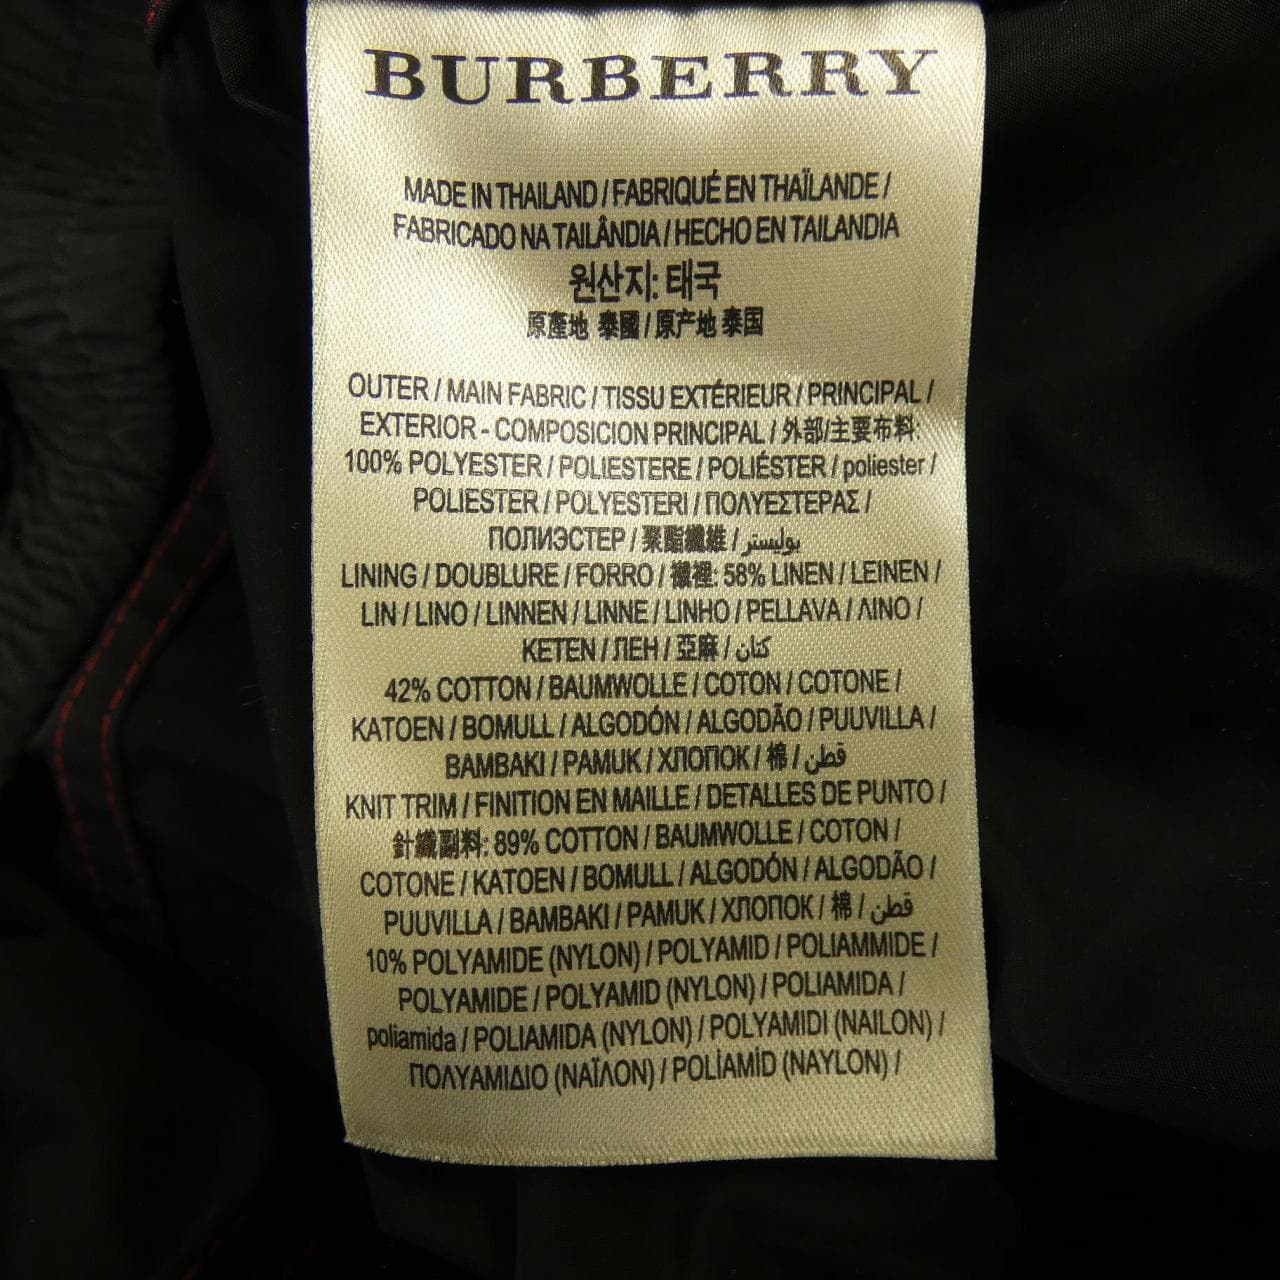 BURBERRY
MADE IN THAILAND / FABRIQUÉ EN THAÏLANDE /
FABRICADO NA TAILÂNDIA / HECHO EN TAILANDIA
원산지: 태국
原產地 泰國 / 原产地 泰国
OUTER / MAIN FABRIC / TISSU EXTÉRIEUR / PRINCIPAL /
EXTERIOR - COMPOSICION PRINCIPAL / 外部/主要布料:
100% POLYESTER / POLIESTERE / POLIÉSTER / poliester /
POLIESTER / POLYESTERI / ΠΟΛΥΕΣΤΕΡΑΣ /
ПОЛИЭСТЕР / 聚酯纖維 / بوليستر
LINING / DOUBLURE / FORRO / 襯裡: 58% LINEN / LEINEN /
LIN / LINO / LINNEN / LINNE / LINHO / PELLAVA / ΛΙΝΟ /
KETEN / ЛЕН / 亞麻 / كتان
42% COTTON / BAUMWOLLE / COTON / COTONE /
KATOEN / BOMULL / ALGODÓN / ALGODÃO / PUUVILLA /
BAMBAKI / PAMUK / ХЛОПОК / 棉 / قطن
KNIT TRIM / FINITION EN MAILLE / DETALLES DE PUNTO /
針織副料: 89% COTTON / BAUMWOLLE / COTON /
COTONE / KATOEN / BOMULL / ALGODÓN / ALGODÃO /
PUUVILLA / BAMBAKI / PAMUK / ХЛОПОК / 棉 / قطن
10% POLYAMIDE (NYLON) / POLYAMID / POLIAMMIDE /
POLYAMIDE / POLYAMID (NYLON) / POLIAMIDA /
poliamida / POLIAMIDA (NYLON) / POLYAMIDI (NAILON) /
ΠΟΛΥΑΜΙΔΙΟ (ΝΑΪΛΟΝ) / POLİAMİD (NAYLON) /